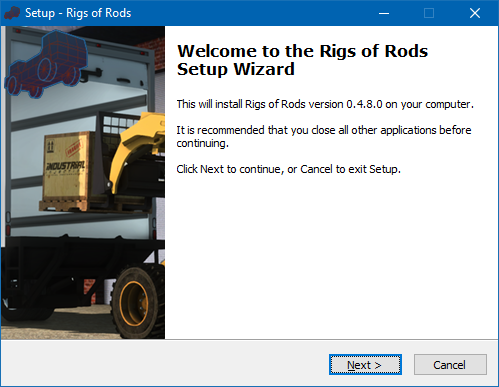 Setup - Rigs of Rods
Welcome to the Rigs of Rods
Setup Wizard
This will install Rigs of Rods version 0.4.8.0 on your computer.
It is recommended that you close all other applications before
continuing.
Click Next to continue, or Cancel to exit Setup.
INDUSTRIAL
Next >
Cancel